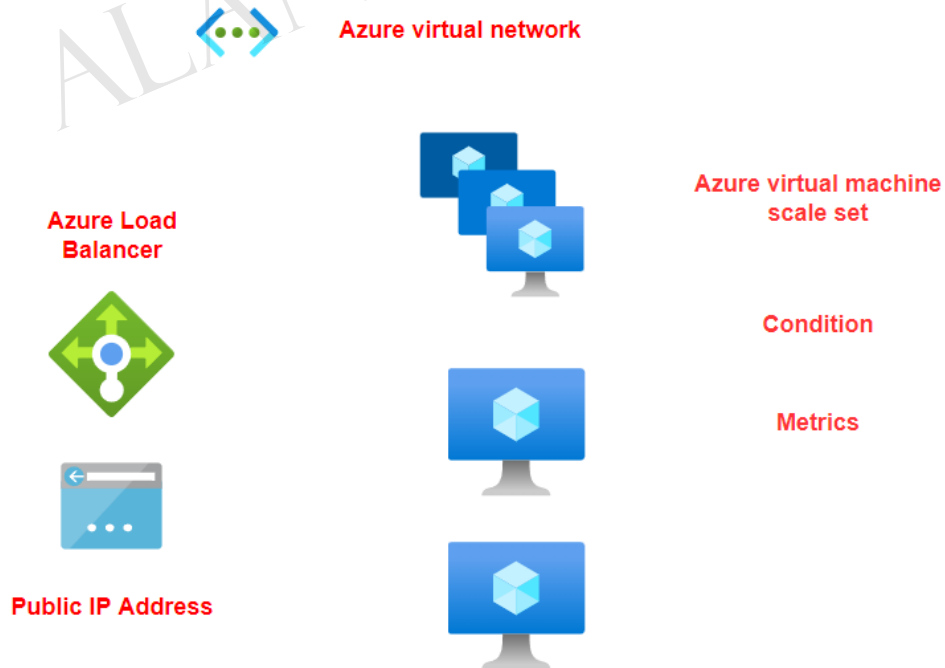 Azure virtual network
Azure virtual machine
scale set
Azure Load
Balancer
Condition
Metrics
Public IP Address